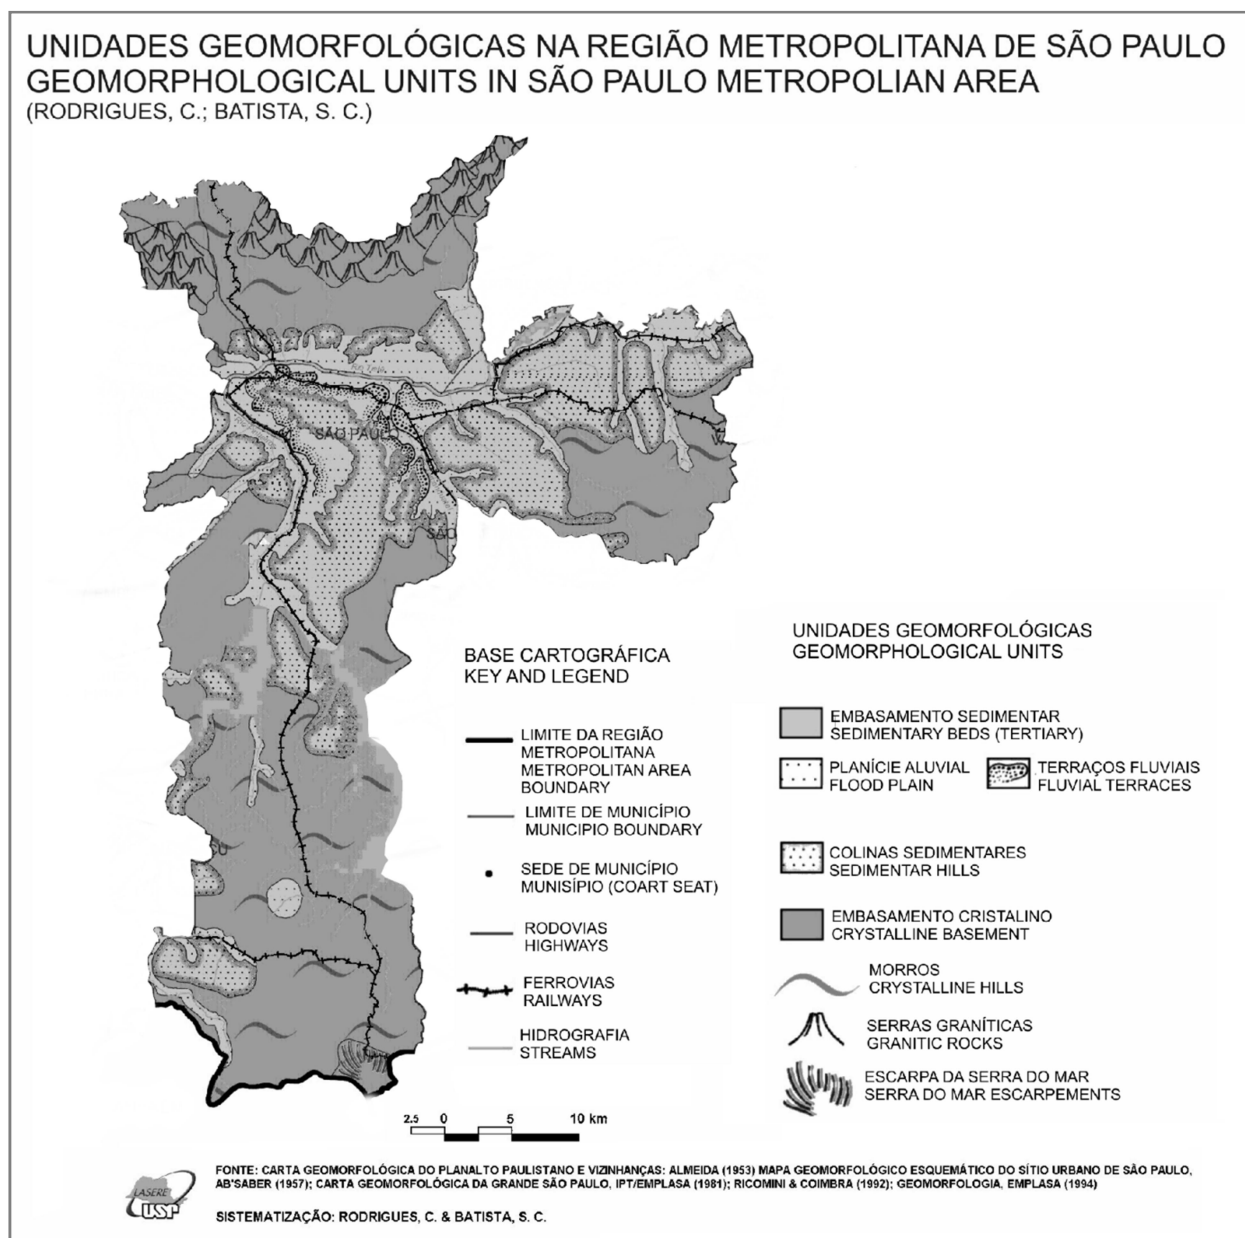 UNIDADES GEOMORFOLÓGICAS NA REGIÃO METROPOLITANA DE SÃO PAULO
GEOMORPHOLOGICAL UNITS IN SÃO PAULO METROPOLIAN AREA
(RODRIGUES, C.; BATISTA, S. C.)
SÃO PAULO
SÃO
BASE CARTOGRÁFICA
KEY AND LEGEND
LIMITE DA REGIÃO
METROPOLITANA
METROPOLITAN AREA
BOUNDARY
LIMITE DE MUNICÍPIO
MUNICIPIO BOUNDARY
SEDE DE MUNICÍPIO
MUNISÍPIO (COART SEAT)
RODOVIAS
HIGHWAYS
FERROVIAS
RAILWAYS
HIDROGRAFIA
STREAMS
UNIDADES GEOMORFOLÓGICAS
GEOMORPHOLOGICAL UNITS
EMBASAMENTO SEDIMENTAR
SEDIMENTARY BEDS (TERTIARY)
PLANÍCIE ALUVIAL
FLOOD PLAIN
TERRAÇOS FLUVIAIS
FLUVIAL TERRACES
COLINAS SEDIMENTARES
SEDIMENTAR HILLS
EMBASAMENTO CRISTALINO
CRYSTALLINE BASEMENT
MORROS
CRYSTALLINE HILLS
SERRAS GRANÍTICAS
GRANITIC ROCKS
ESCARPA DA SERRA DO MAR
SERRA DO MAR ESCARPEMENTS
2.5 0 5 10 km
FONTE: CARTA GEOMORFOLÓGICA DO PLANALTO PAULISTANO E VIZINHANÇAS: ALMEIDA (1953) MAPA GEOMORFOLÓGICO ESQUEMÁTICO DO SÍTIO URBANO DE SÃO PAULO,
AB'SABER (1957); CARTA GEOMORFOLÓGICA DA GRANDE SÃO PAULO, IPT/EMPLASA (1981); RICOMINI & COIMBRA (1992); GEOMORFOLOGIA, EMPLASA (1994)
SISTEMATIZAÇÃO: RODRIGUES, C. & BATISTA, S. C.
LASERE
USP